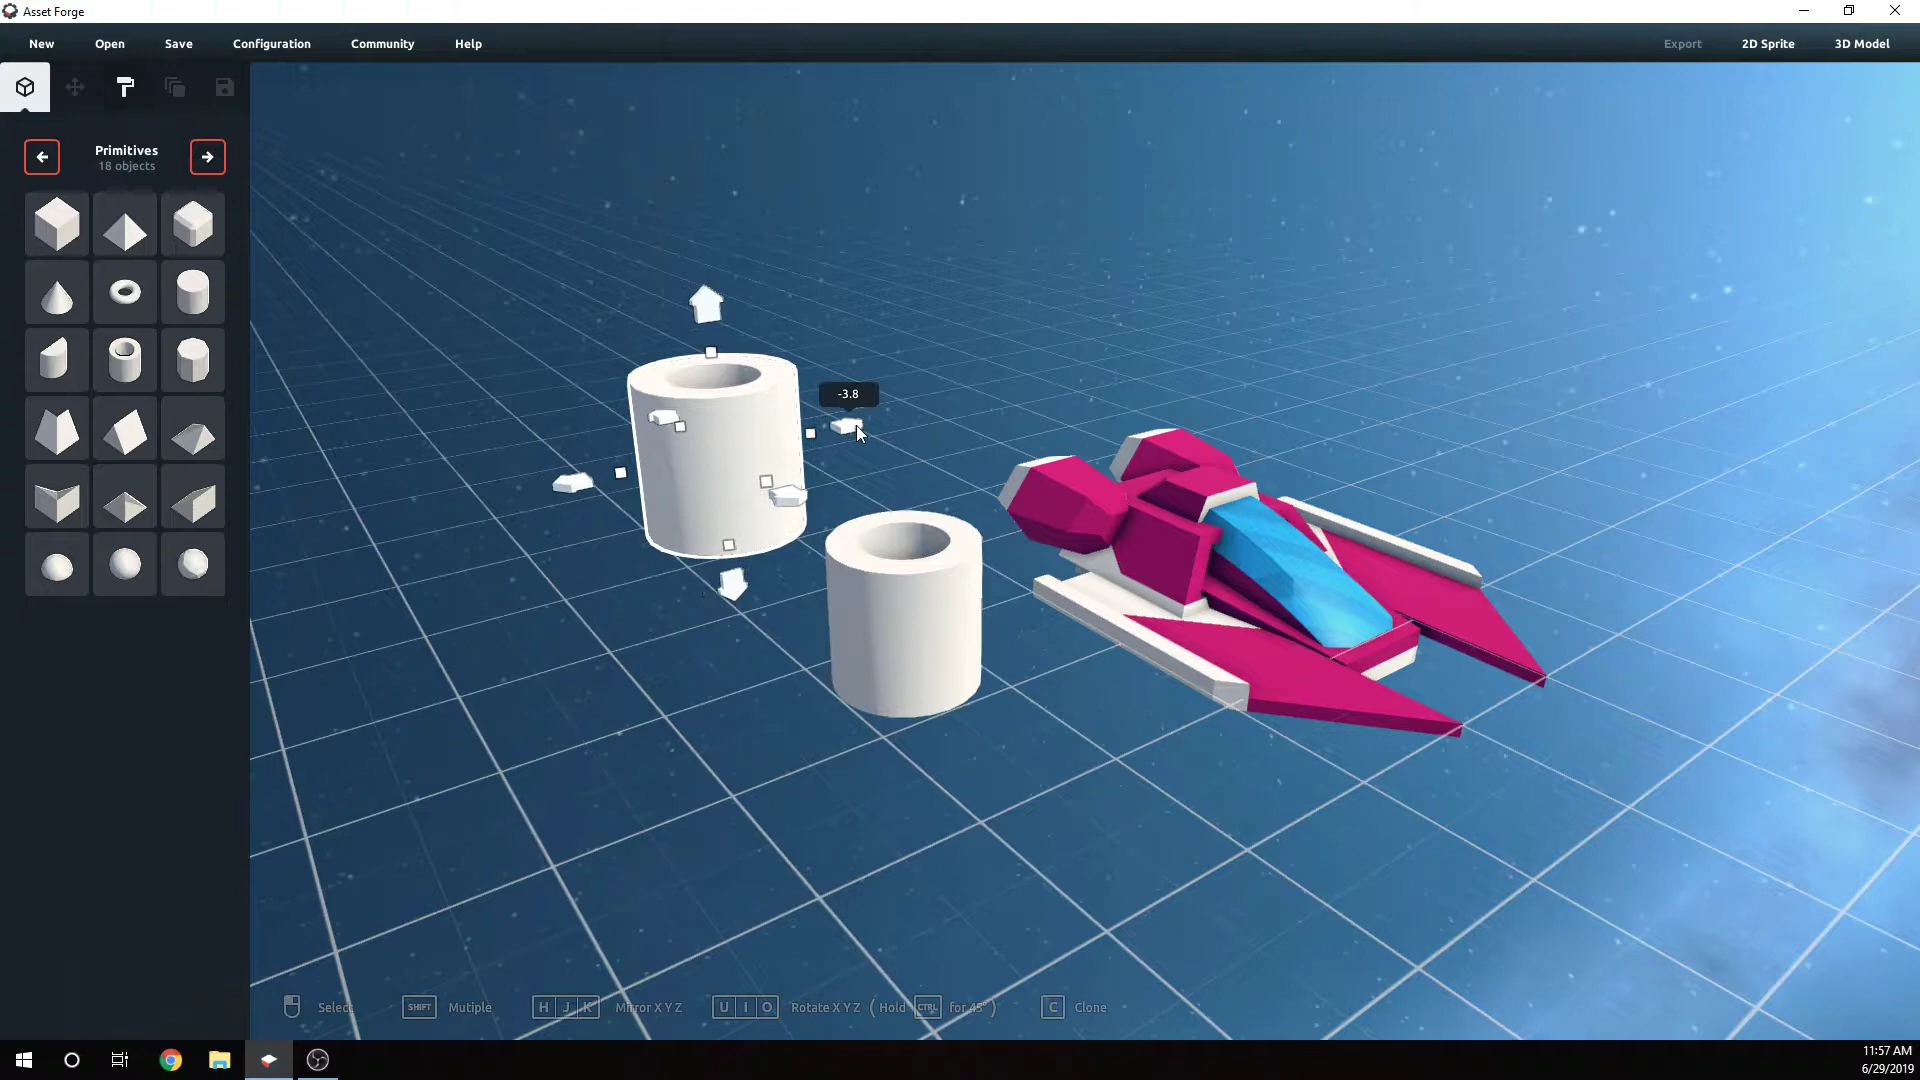 Asset Forge
New Open Save Configuration Community Help Export 2D Sprite 3D Model
Primitives
18 objects
-3.8
Select SHIFT Mutiple H J K Mirror X Y Z U I O Rotate X Y Z ( Hold CTRL for 45° ) C Clone
11:57 AM
6/29/2019